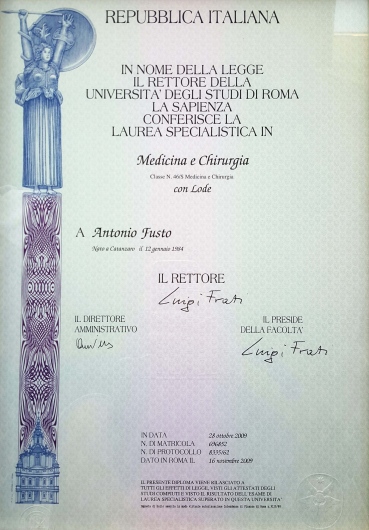 REPUBBLICA ITALIANA
IN NOME DELLA LEGGE
IL RETTORE DELLA
UNIVERSITA' DEGLI STUDI DI ROMA
LA SAPIENZA
CONFERISCE LA
LAUREA SPECIALISTICA IN
Medicina e Chirurgia
Classe N. 46/S Medicina e Chirurgia
con Lode
A Antonio Fusto
Nato a Catanzaro il 12 gennaio 1984
IL RETTORE
Luigi Frati
IL DIRETTORE
AMMINISTRATIVO
IL PRESIDE
DELLA FACOLTA'
Luigi Frati
IN DATA 28 ottobre 2009
N. DI MATRICOLA 696852
N. DI PROTOCOLLO 8335/62
DATO IN ROMA IL 16 novembre 2009
IL PRESENTE DIPLOMA VIENE RILASCIATO A
TUTTI GLI EFFETTI DI LEGGE, VISTI GLI ATTESTATI DEGLI
STUDI COMPIUTI E VISTO IL RISULTATO DELL'ESAME DI
LAUREA SPECIALISTICA SUPERATO IN QUESTA UNIVERSITA'